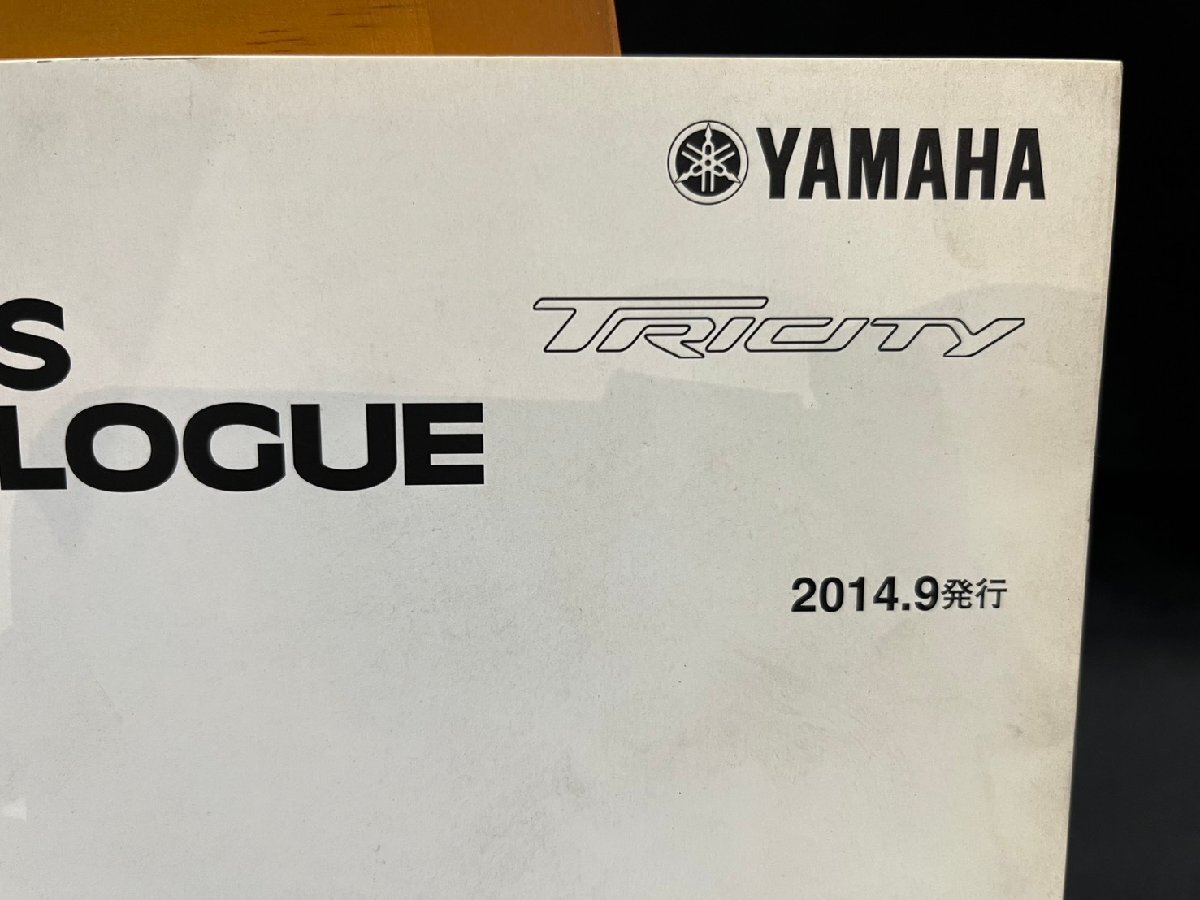 YAMAHA
TRICITY
S
LOGUE
2014.9発行